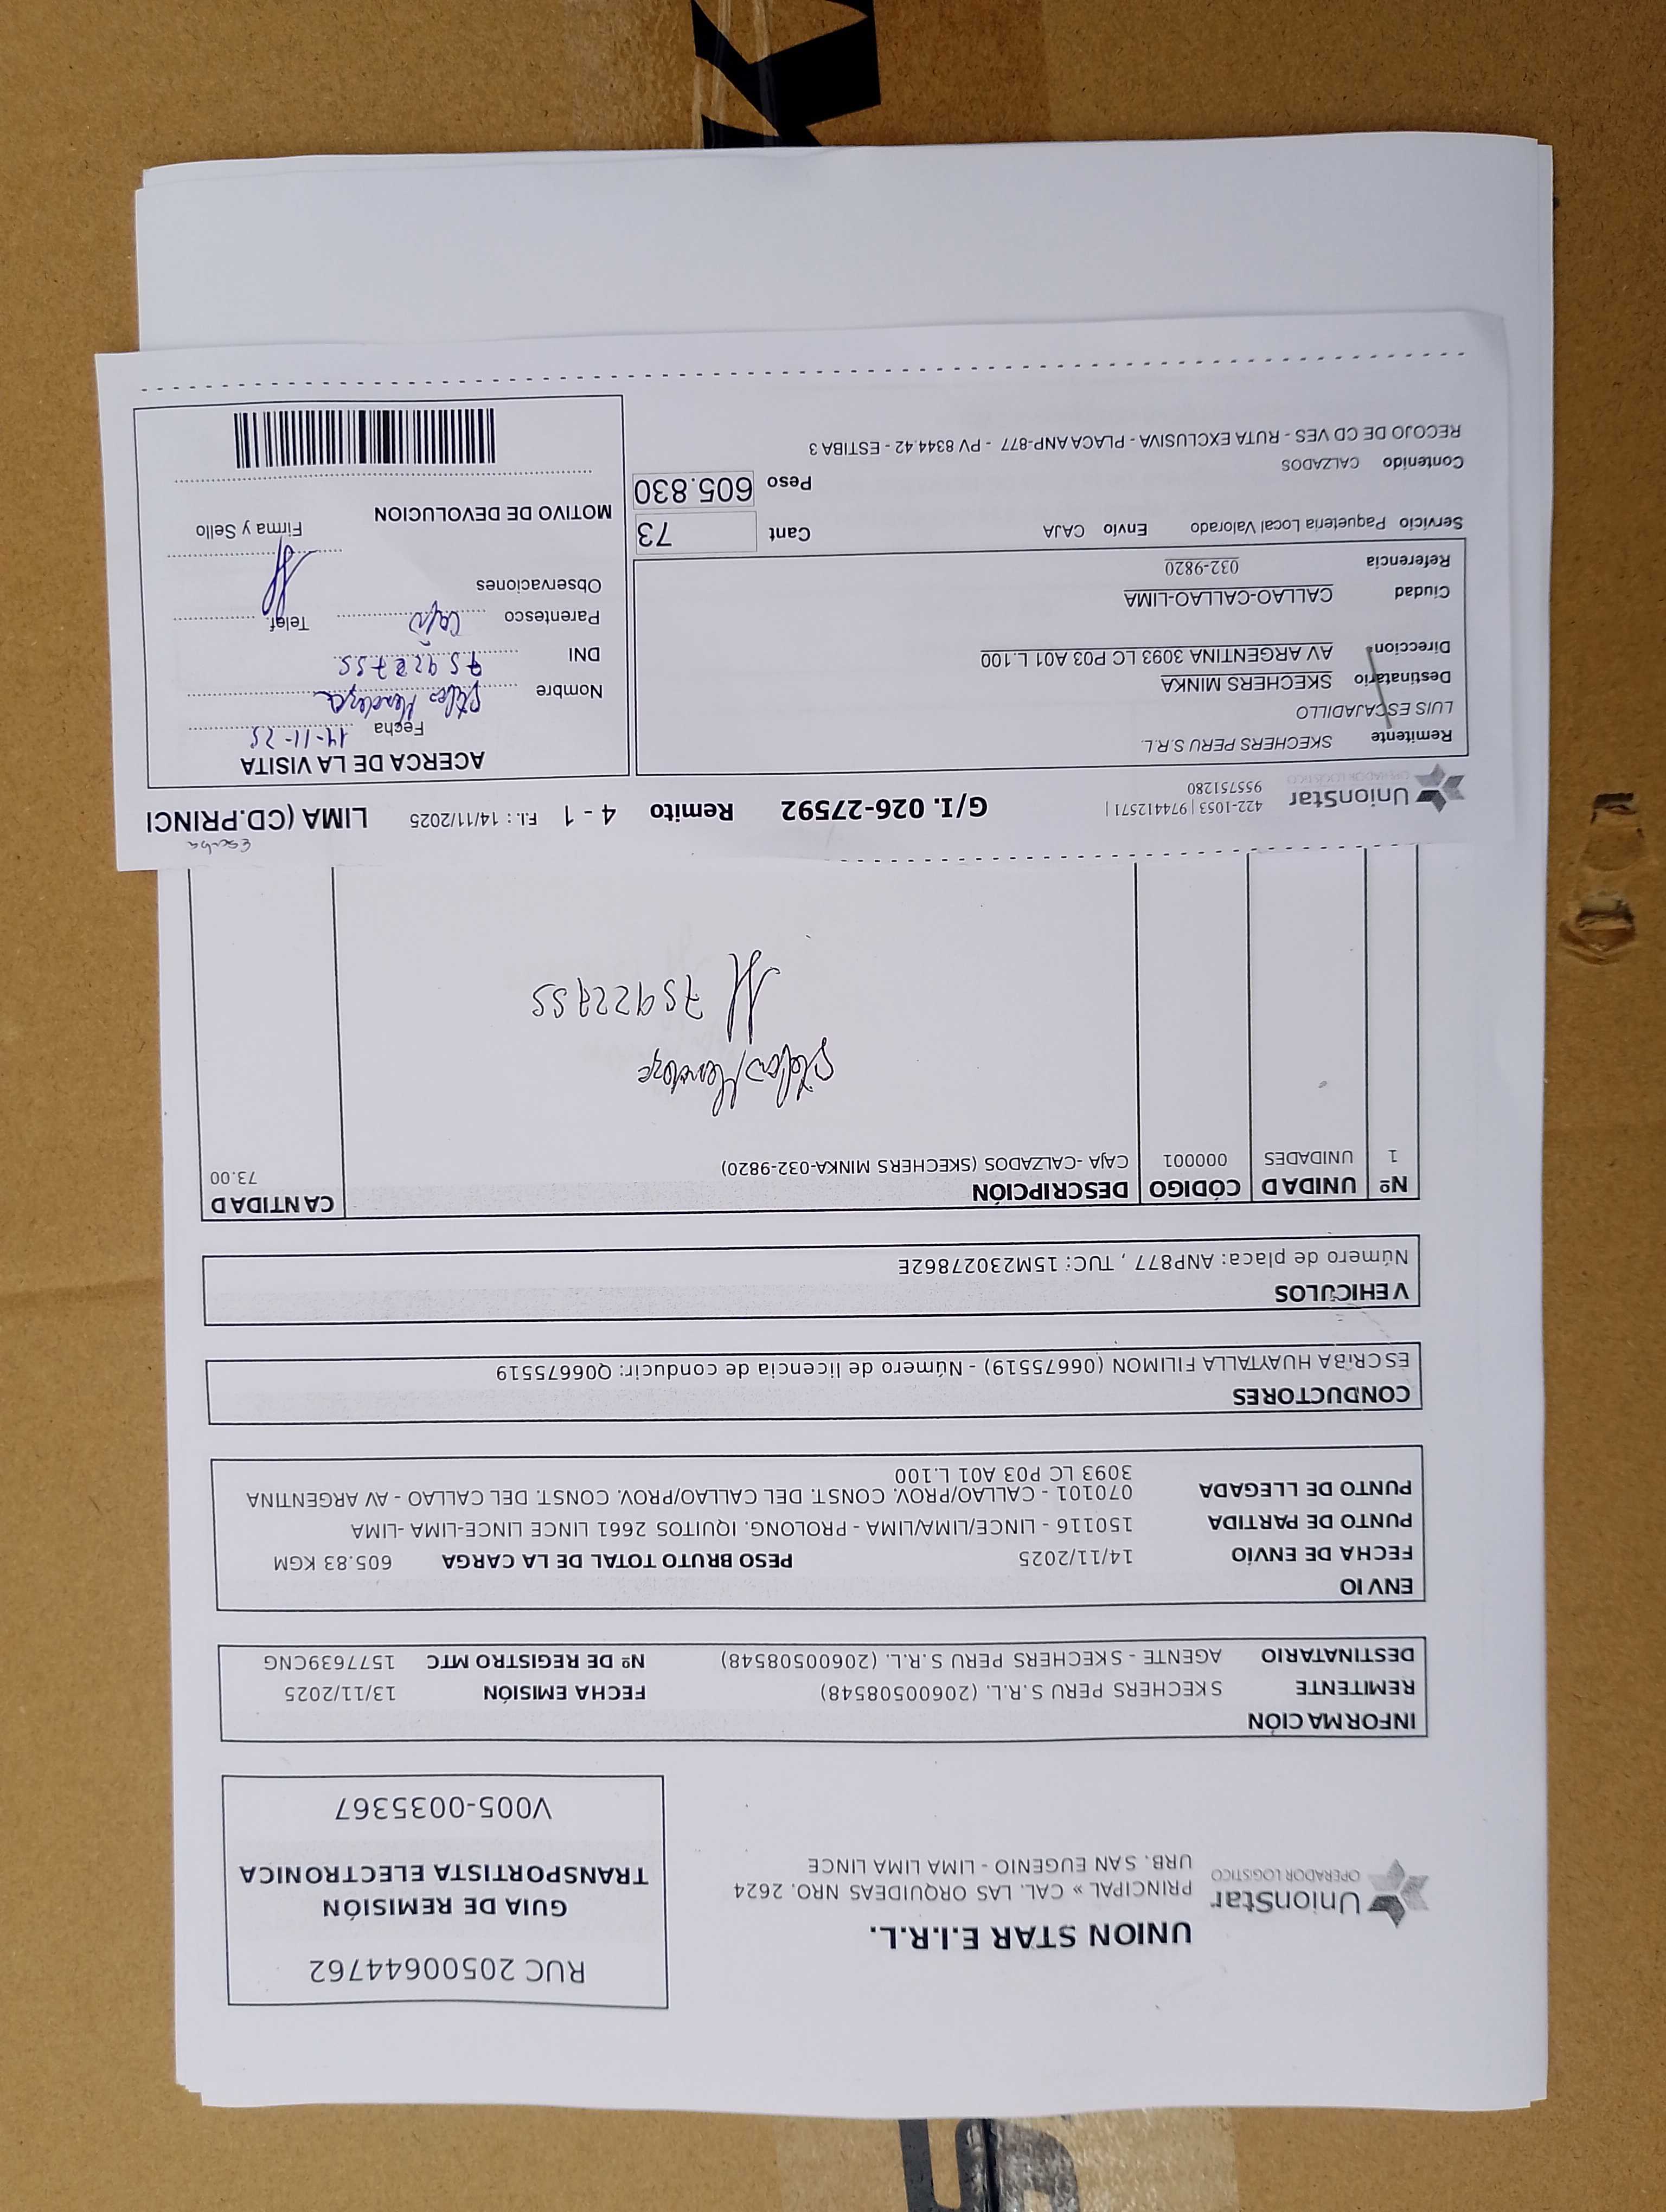 UnionStar
OPERADOR LOGISTICO
UNION STAR E.I.R.L.
PRINCIPAL » CAL. LAS ORQUIDEAS NRO. 2624
URB. SAN EUGENIO - LIMA LIMA LINCE
RUC 20500644762
GUIA DE REMISIÓN
TRANSPORTISTA ELECTRONICA
V005-0035367
INFORMACIÓN
REMITENTE SKECHERS PERU S.R.L. (20600508548) FECHA EMISIÓN 13/11/2025
DESTINATARIO AGENTE - SKECHERS PERU S.R.L. (20600508548) Nº DE REGISTRO MTC 1577639CNG
ENVIO
FECHA DE ENVÍO 14/11/2025 PESO BRUTO TOTAL DE LA CARGA 605.83 KGM
PUNTO DE PARTIDA 150116 - LINCE/LIMA/LIMA - PROLONG. IQUITOS 2661 LINCE LINCE-LIMA -LIMA
PUNTO DE LLEGADA 070101 - CALLAO/PROV. CONST. DEL CALLAO/PROV. CONST. DEL CALLAO - AV ARGENTINA
3093 LC P03 A01 L.100
CONDUCTORES
ESCRIBA HUAYTALLA FILIMON (06675519) - Número de licencia de conducir: Q06675519
VEHICULOS
Número de placa: ANP877 , TUC: 15M23027862E
Nº UNIDAD CÓDIGO DESCRIPCIÓN CANTIDAD
1 UNIDADES 000001 CAJA -CALZADOS (SKECHERS MINKA-032-9820) 73.00
Mendoza
75922755
Escriba
UnionStar
OPERADOR LOGISTICO
422-1053 | 974412571 |
955751280
G/I. 026-27592 Remito 4 - 1 F.I.: 14/11/2025 LIMA (CD.PRINCI
Remitente SKECHERS PERU S.R.L.
LUIS ESCAJADILLO
Destinatario SKECHERS MINKA
Direccion AV ARGENTINA 3093 LC P03 A01 L.100
Ciudad CALLAO-CALLAO-LIMA
Referencia 032-9820
Servicio Paqueteria Local Valorado Envio CAJA Cant 73
Contenido CALZADOS Peso 605.830
RECOJO DE CD VES - RUTA EXCLUSIVA - PLACA ANP-877 - PV 8344.42 - ESTIBA 3
ACERCA DE LA VISITA
Fecha 14-11-25
Nombre Mendoza
DNI 75922755
Parentesco Telef.
Observaciones
Firma y Sello
MOTIVO DE DEVOLUCION